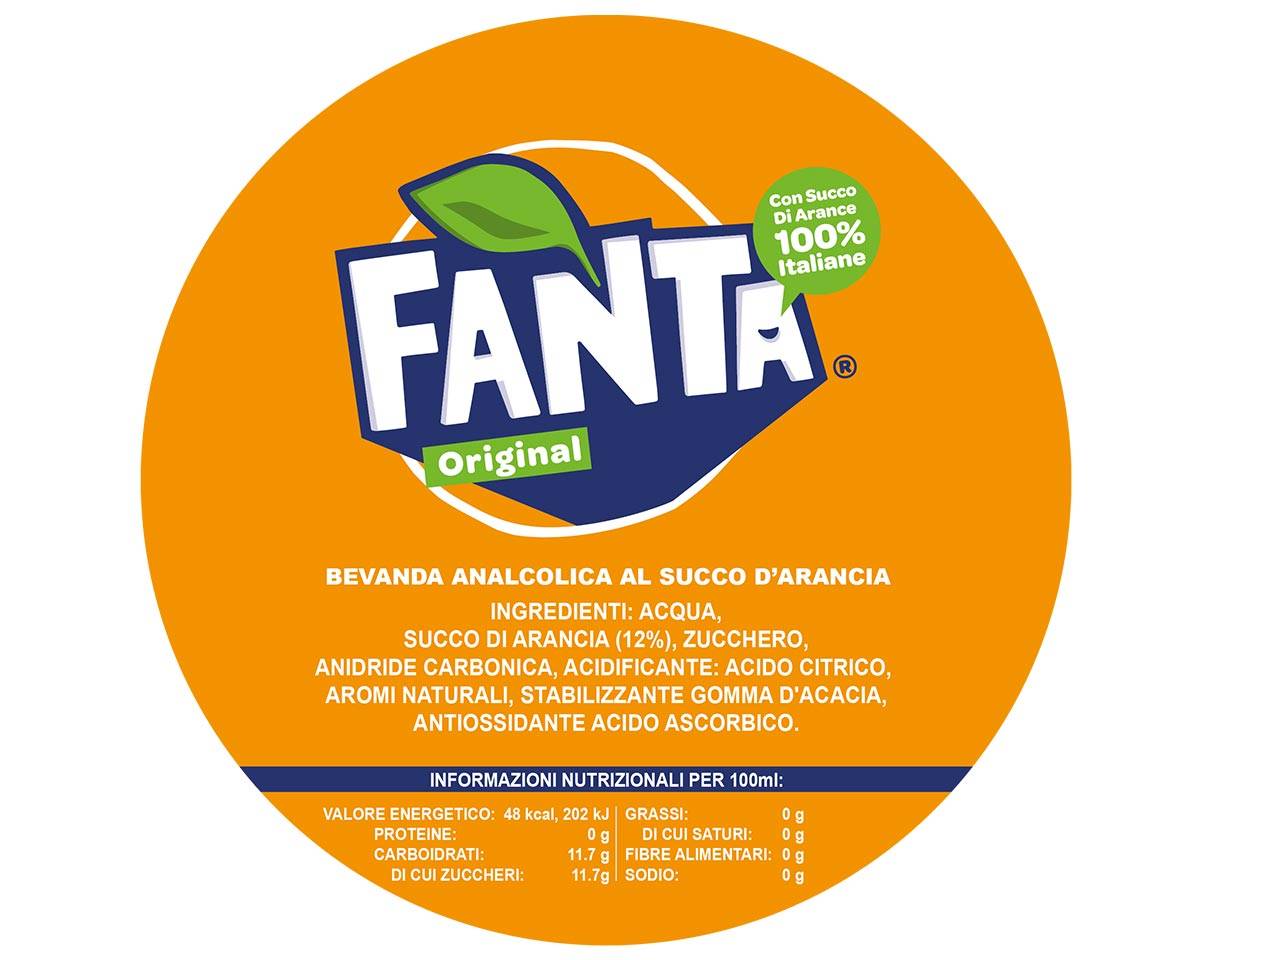 Con Succo
Di Arance
100%
Italiane
FANTA
®
Original
BEVANDA ANALCOLICA AL SUCCO D'ARANCIA
INGREDIENTI: ACQUA,
SUCCO DI ARANCIA (12%), ZUCCHERO,
ANIDRIDE CARBONICA, ACIDIFICANTE: ACIDO CITRICO,
AROMI NATURALI, STABILIZZANTE GOMMA D'ACACIA,
ANTIOSSIDANTE ACIDO ASCORBICO.
INFORMAZIONI NUTRIZIONALI PER 100ml:
VALORE ENERGETICO: 48 kcal, 202 kJ GRASSI: 0 g
PROTEINE: 0 g DI CUI SATURI: 0 g
CARBOIDRATI: 11.7 g FIBRE ALIMENTARI: 0 g
DI CUI ZUCCHERI: 11.7g SODIO: 0 g